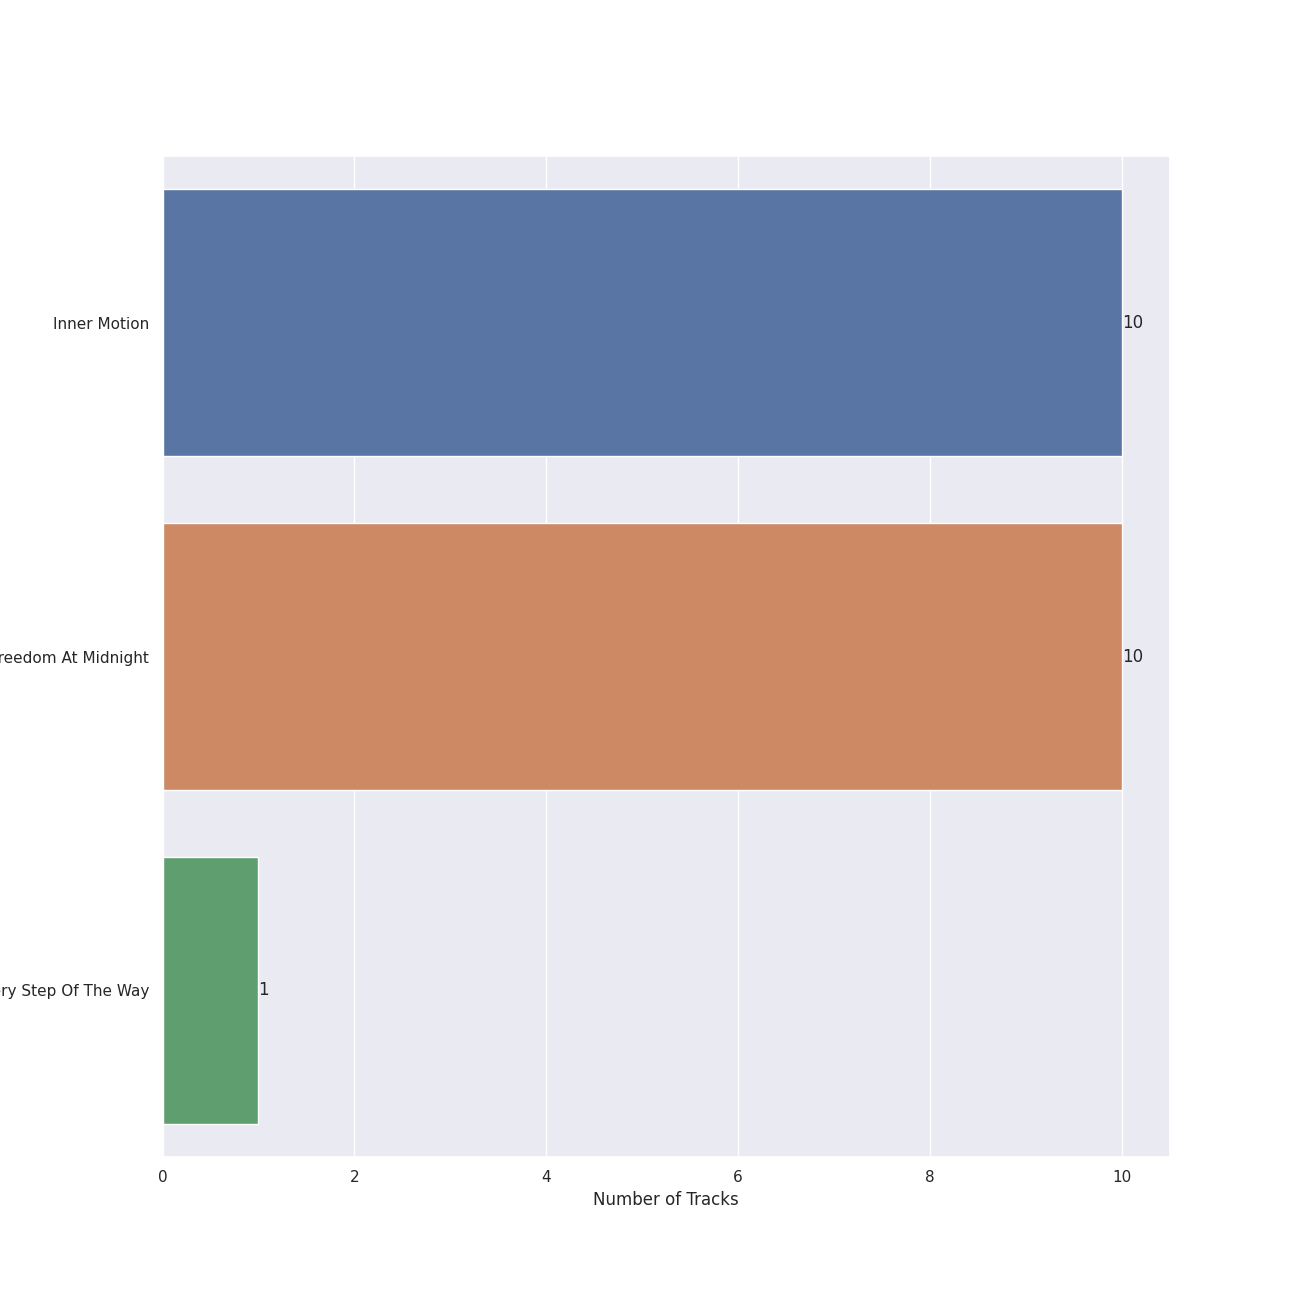 Inner Motion
10
reedom At Midnight
10
ry Step Of The Way
1
0 2 4 6 8 10
Number of Tracks